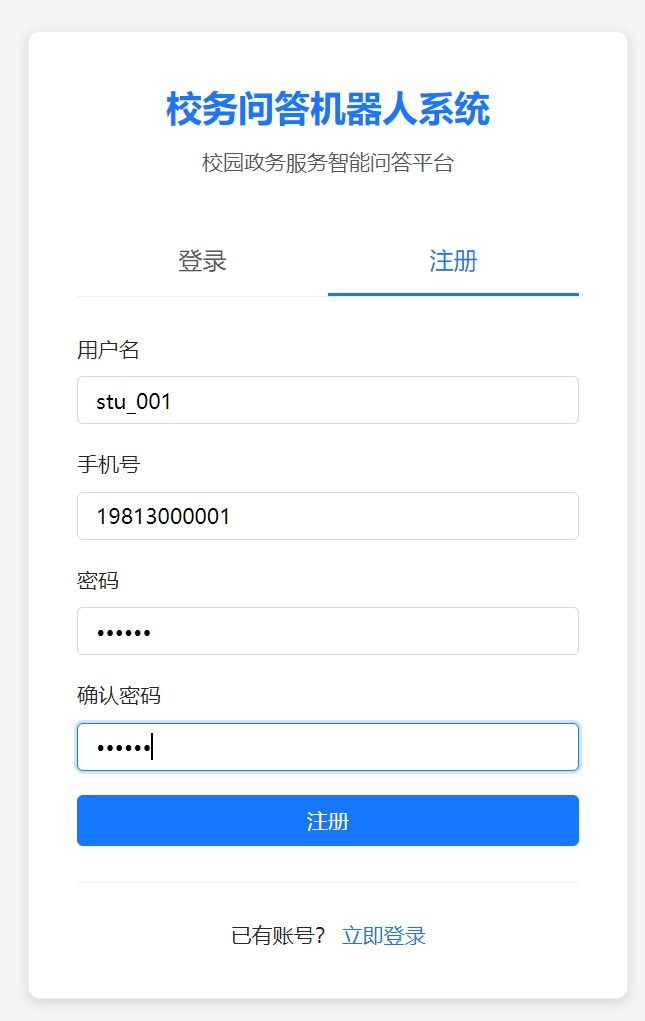 校务问答机器人系统
校园政务服务智能问答平台
登录 注册
用户名
stu_001
手机号
19813000001
密码
••••••
确认密码
••••••
注册
已有账号？ 立即登录